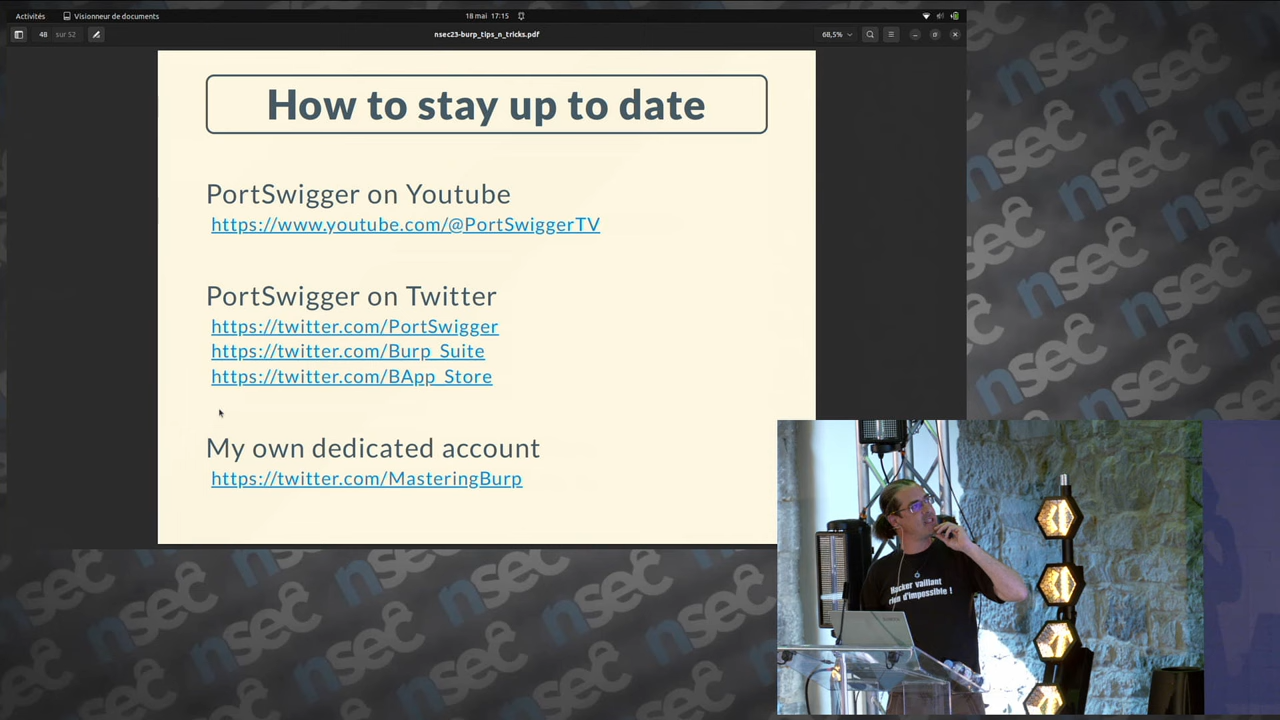 Activités
Visionneur de documents
18 mai 17:15
48
sur 52
nsec23-burp_tips_n_tricks.pdf
68,5%
How to stay up to date
PortSwigger on Youtube
https://www.youtube.com/@PortSwiggerTV
PortSwigger on Twitter
https://twitter.com/PortSwigger
https://twitter.com/Burp_Suite
https://twitter.com/BApp_Store
My own dedicated account
https://twitter.com/MasteringBurp
Hacker vaillant
rien d'impossible !
nsec